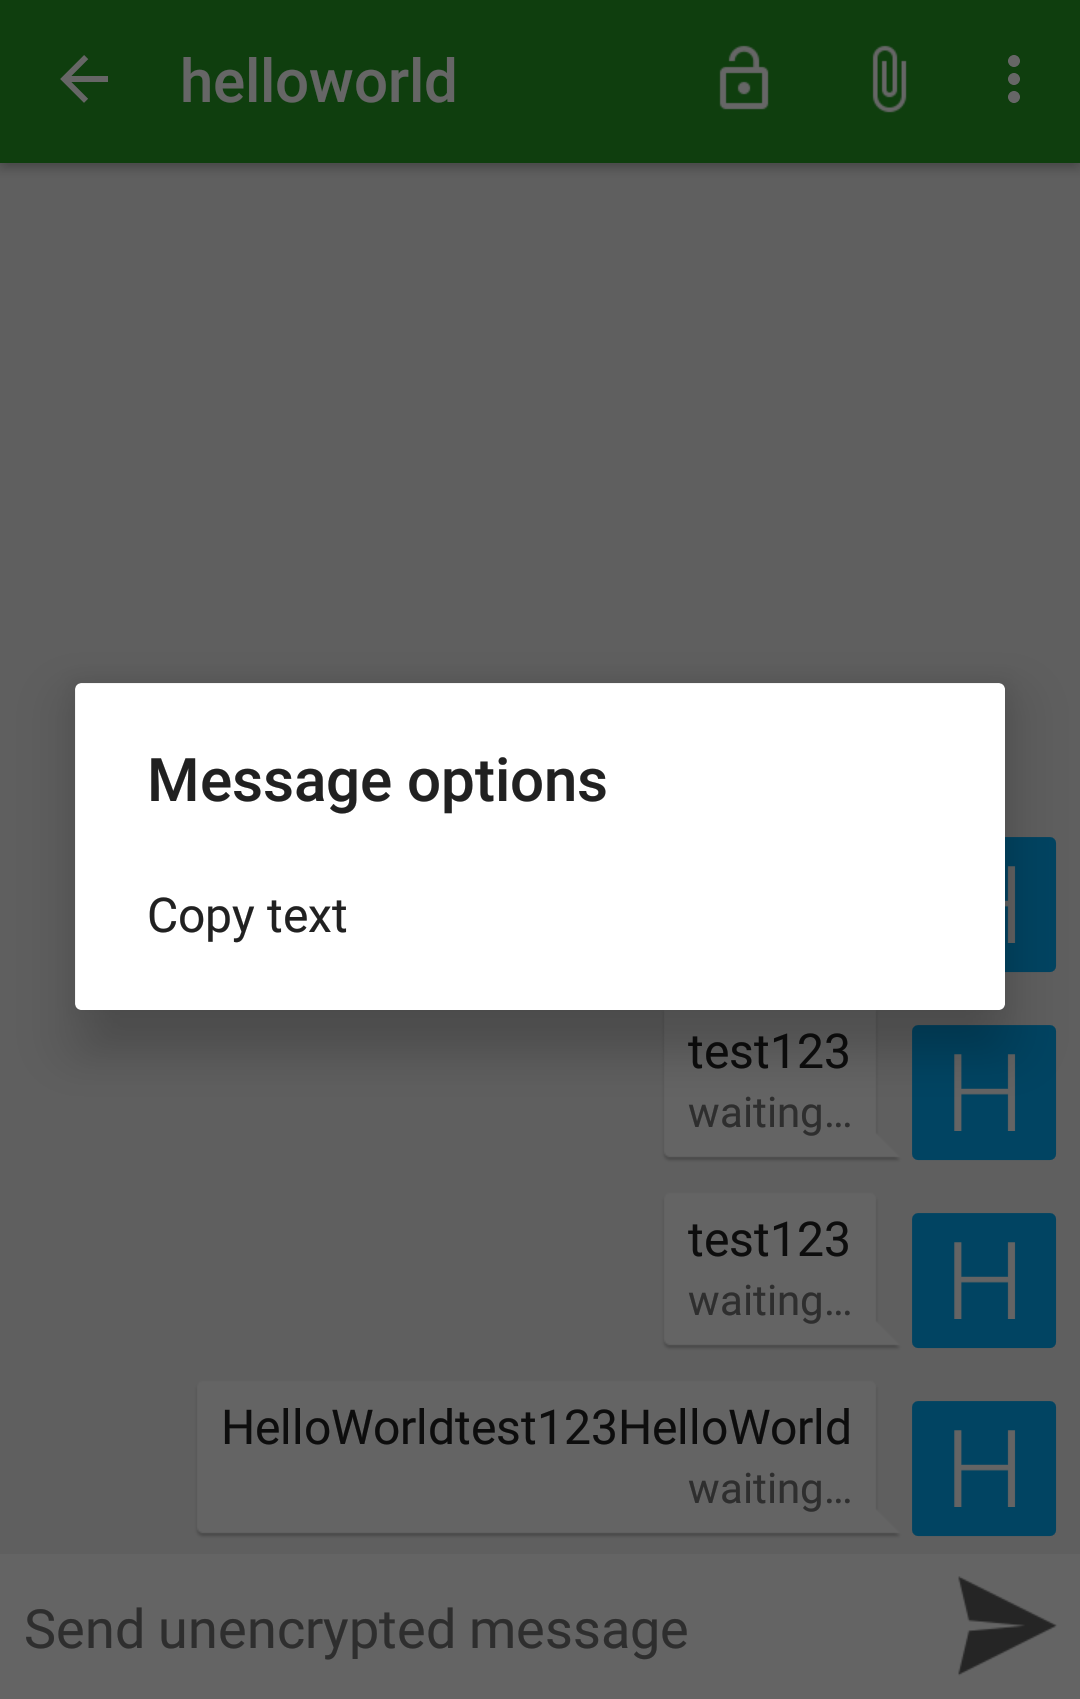 helloworld
Message options
Copy text
H
test123
waiting...
H
test123
waiting...
H
HelloWorldtest123HelloWorld
waiting...
H
Send unencrypted message